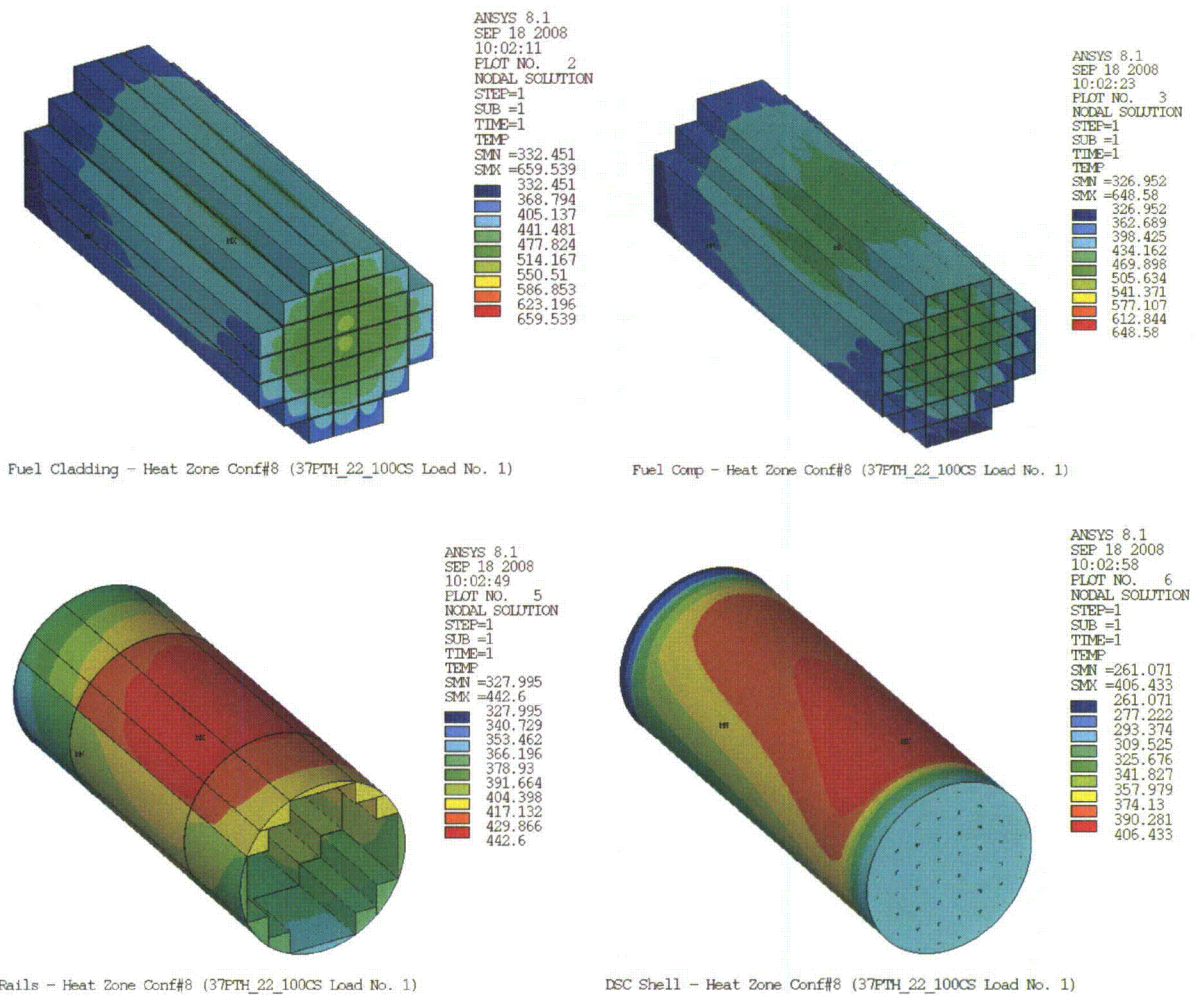 ANSYS 8.1
SEP 18 2008
10:02:11
PLOT NO. 2
NODAL SOLUTION
STEP=1
SUB =1
TIME=1
TEMP
SMN =332.451
SMX =659.539
332.451
368.794
405.137
441.481
477.824
514.167
550.51
586.853
623.196
659.539
MX
Fuel Cladding - Heat Zone Conf#8 (37PTH_22_100CS Load No. 1)
ANSYS 8.1
SEP 18 2008
10:02:23
PLOT NO. 3
NODAL SOLUTION
STEP=1
SUB =1
TIME=1
TEMP
SMN =326.952
SMX =648.58
326.952
362.689
398.425
434.162
469.898
505.634
541.371
577.107
612.844
648.58
Fuel Comp - Heat Zone Conf#8 (37PTH_22_100CS Load No. 1)
ANSYS 8.1
SEP 18 2008
10:02:49
PLOT NO. 5
NODAL SOLUTION
STEP=1
SUB =1
TIME=1
TEMP
SMN =327.995
SMX =442.6
327.995
340.729
353.462
366.196
378.93
391.664
404.398
417.132
429.866
442.6
MX
MN
Rails - Heat Zone Conf#8 (37PTH_22_100CS Load No. 1)
ANSYS 8.1
SEP 18 2008
10:02:58
PLOT NO. 6
NODAL SOLUTION
STEP=1
SUB =1
TIME=1
TEMP
SMN =261.071
SMX =406.433
261.071
277.222
293.374
309.525
325.676
341.827
357.979
374.13
390.281
406.433
MN
MX
DSC Shell - Heat Zone Conf#8 (37PTH_22_100CS Load No. 1)